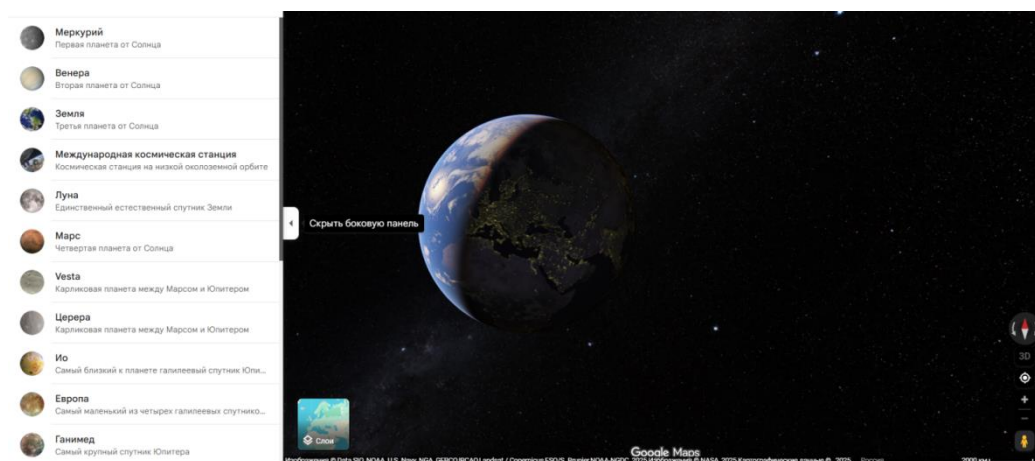 Меркурий
Первая планета от Солнца
Венера
Вторая планета от Солнца
Земля
Третья планета от Солнца
Международная космическая станция
Космическая станция на низкой околоземной орбите
Луна
Единственный естественный спутник Земли
Марс
Четвертая планета от Солнца
Vesta
Карликовая планета между Марсом и Юпитером
Церера
Карликовая планета между Марсом и Юпитером
Ио
Самый близкий к планете галилеевый спутник Юпи...
Европа
Самый маленький из четырех галилеевых спутнико...
Ганимед
Самый крупный спутник Юпитера
Скрыть боковую панель
3D
Слои
Google Maps